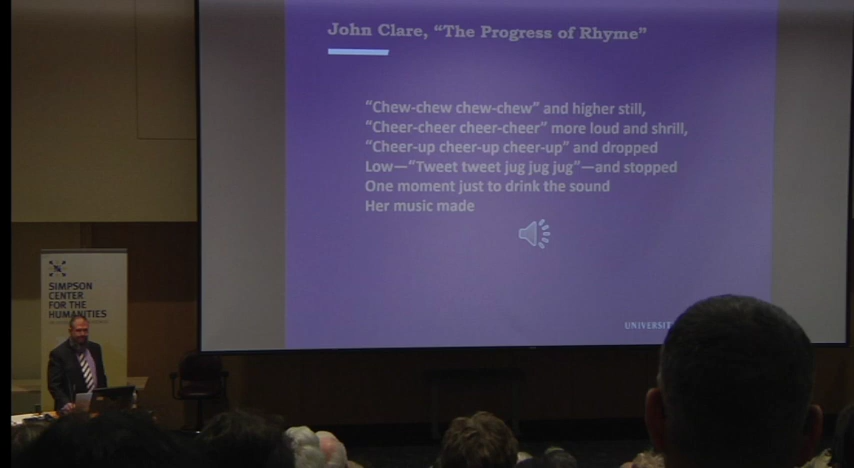 John Clare, “The Progress of Rhyme”
“Chew-chew chew-chew” and higher still,
“Cheer-cheer cheer-cheer” more loud and shrill,
“Cheer-up cheer-up cheer-up” and dropped
Low—“Tweet tweet jug jug jug”—and stopped
One moment just to drink the sound
Her music made
SIMPSON
CENTER
FOR THE
HUMANITIES